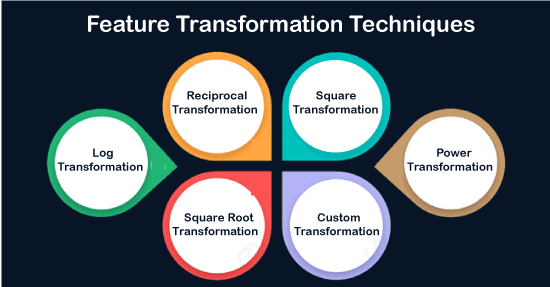 Feature Transformation Techniques
Reciprocal
Transformation
Square
Transformation
Log
Transformation
Power
Transformation
Square Root
Transformation
Custom
Transformation